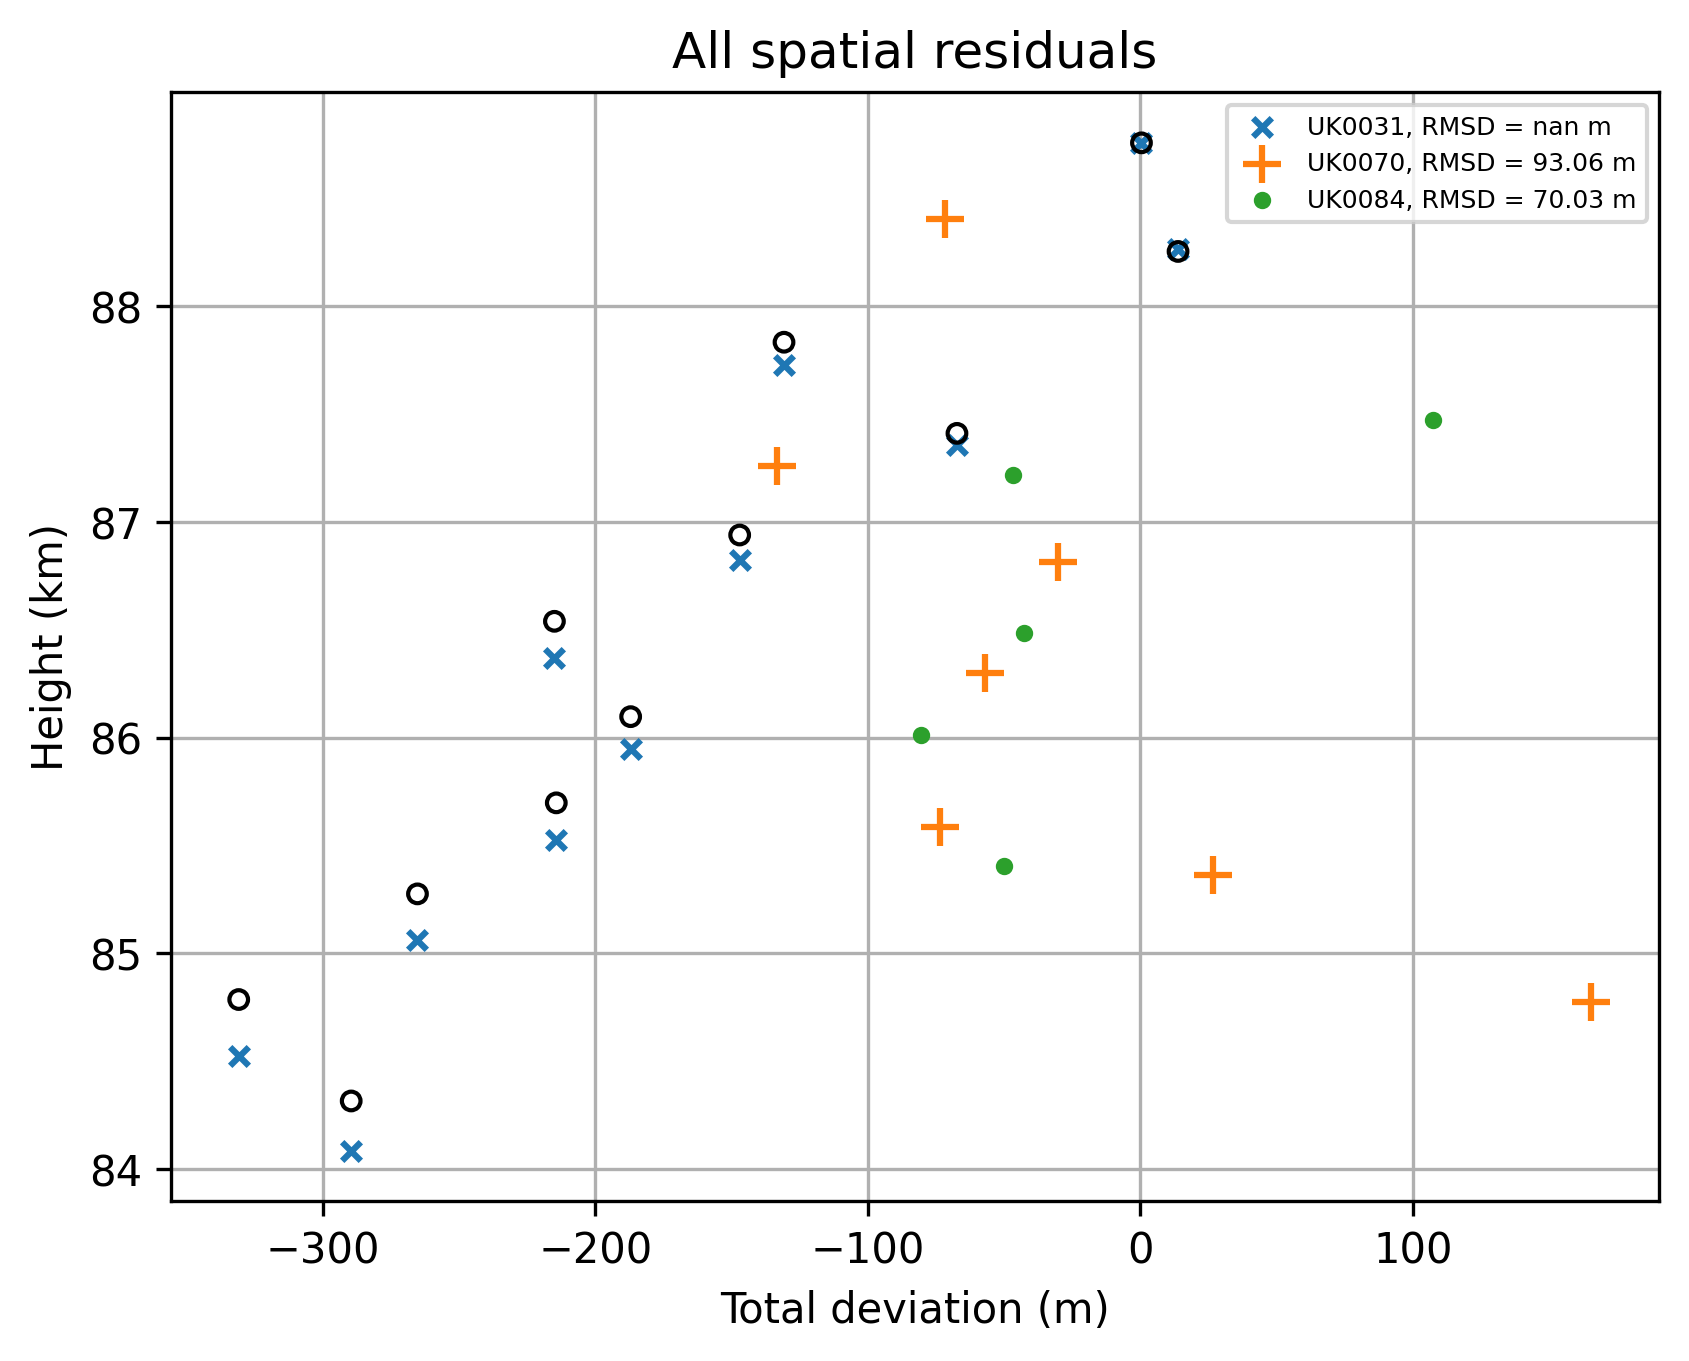 All spatial residuals
UK0031, RMSD = nan m
UK0070, RMSD = 93.06 m
UK0084, RMSD = 70.03 m
Height (km)
88
87
86
85
84
−300
−200
−100
0
100
Total deviation (m)